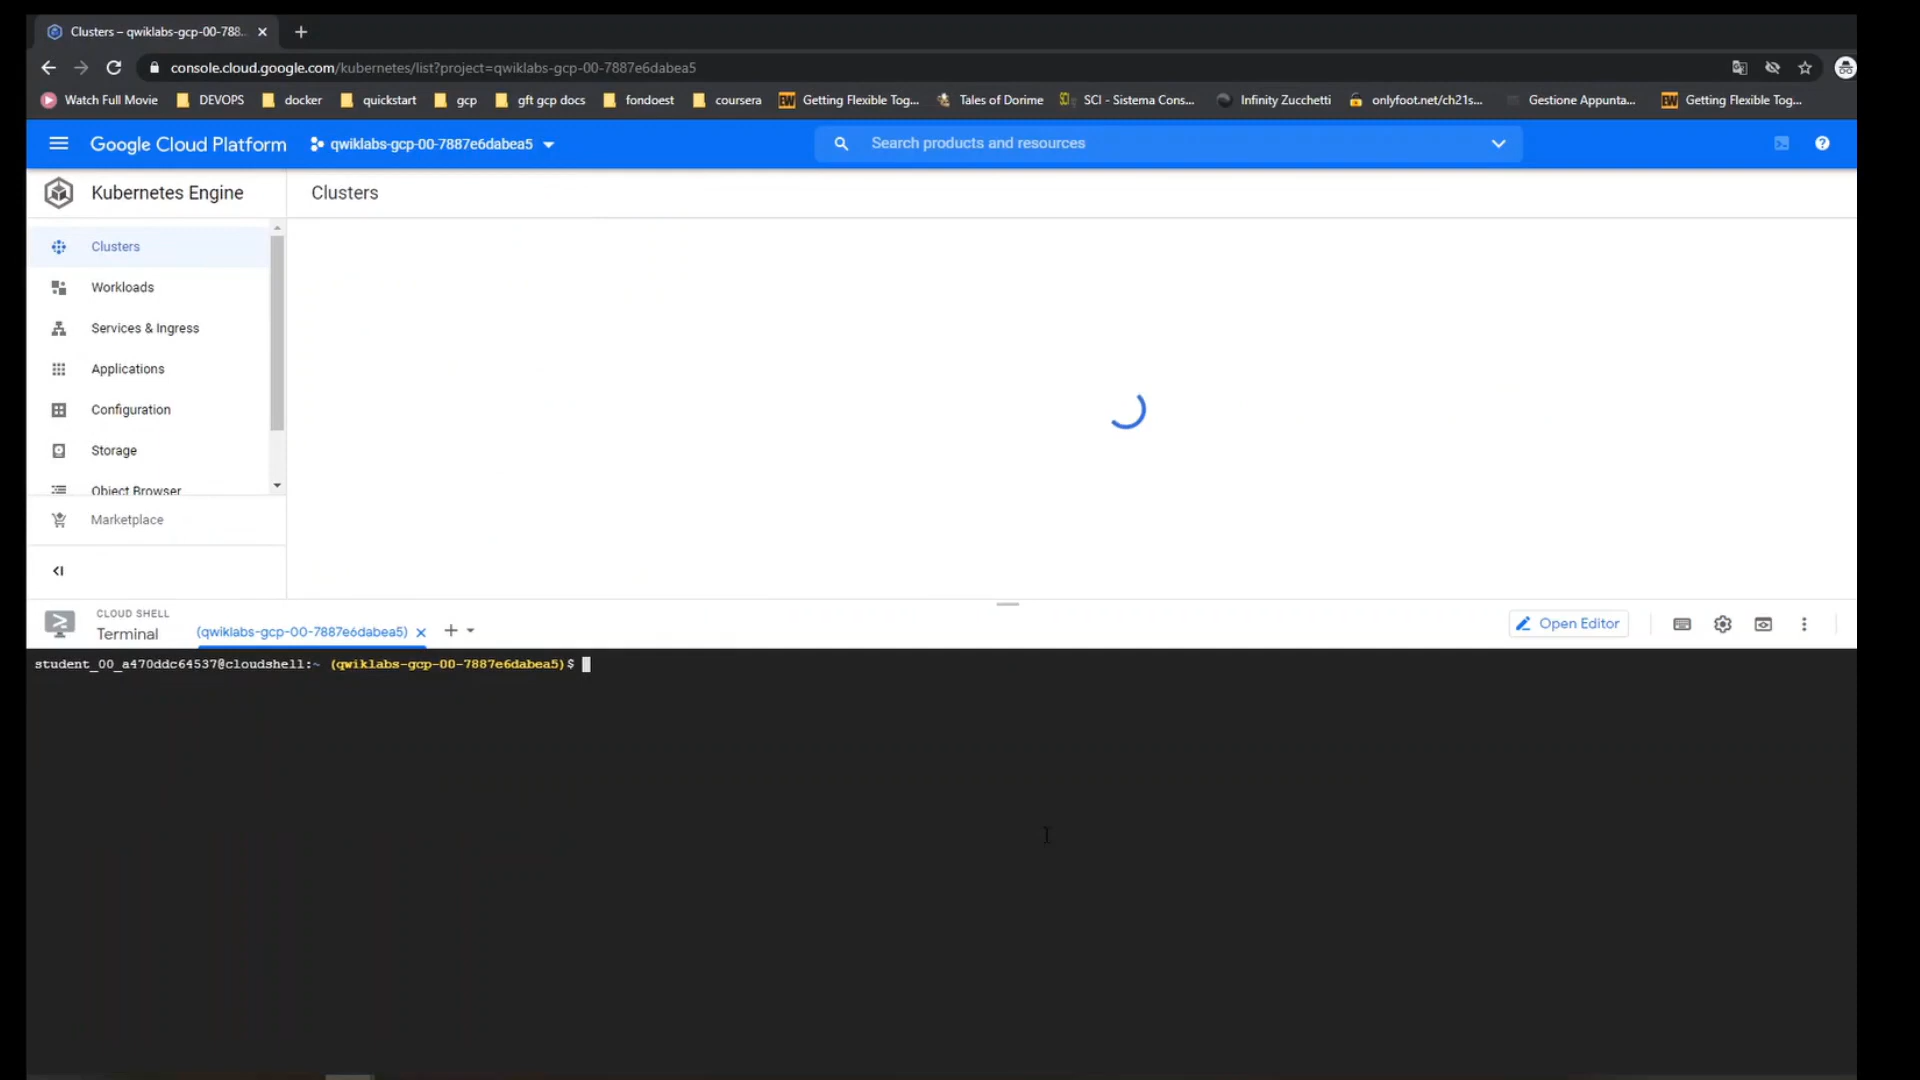 Clusters – qwiklabs-gcp-00-788..
console.cloud.google.com/kubernetes/list?project=qwiklabs-gcp-00-7887e6dabea5
Watch Full Movie DEVOPS docker quickstart gcp gft gcp docs fondoest coursera EW Getting Flexible Tog... Tales of Dorime SCI - Sistema Cons... Infinity Zucchetti onlyfoot.net/ch21s... Gestione Appunta... EW Getting Flexible Tog...
Google Cloud Platform qwiklabs-gcp-00-7887e6dabea5 Search products and resources
Kubernetes Engine Clusters
Clusters
Workloads
Services & Ingress
Applications
Configuration
Storage
Object Browser
Marketplace
CLOUD SHELL
Terminal (qwiklabs-gcp-00-7887e6dabea5) Open Editor
student_00_a470ddc64537@cloudshell:~ (qwiklabs-gcp-00-7887e6dabea5)$